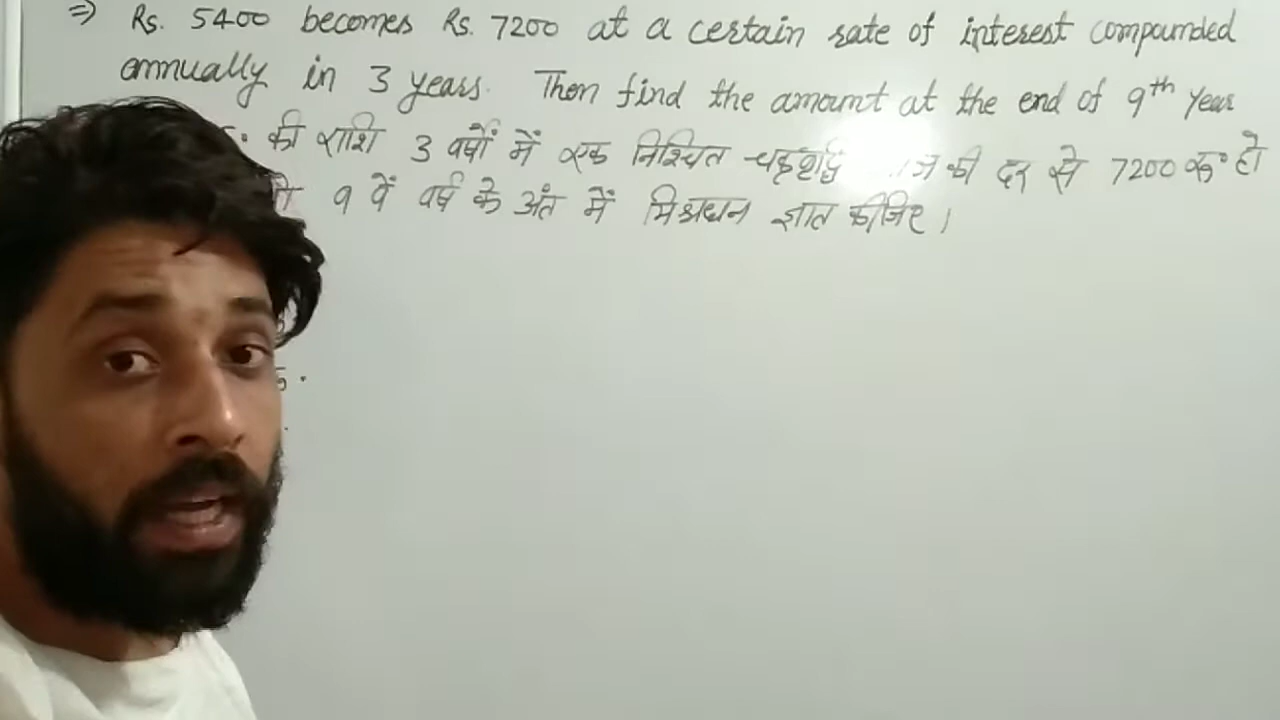 ⇒ Rs. 5400 becomes Rs. 7200 at a certain rate of interest compounded
annually in 3 years. Then find the amount at the end of 9th Year
की राशि 3 वर्षों में एक निश्चित चक्रवृद्धि की दर से 7200 रु० हो
9 वें वर्ष के अंत में मिश्रधन ज्ञात कीजिए।